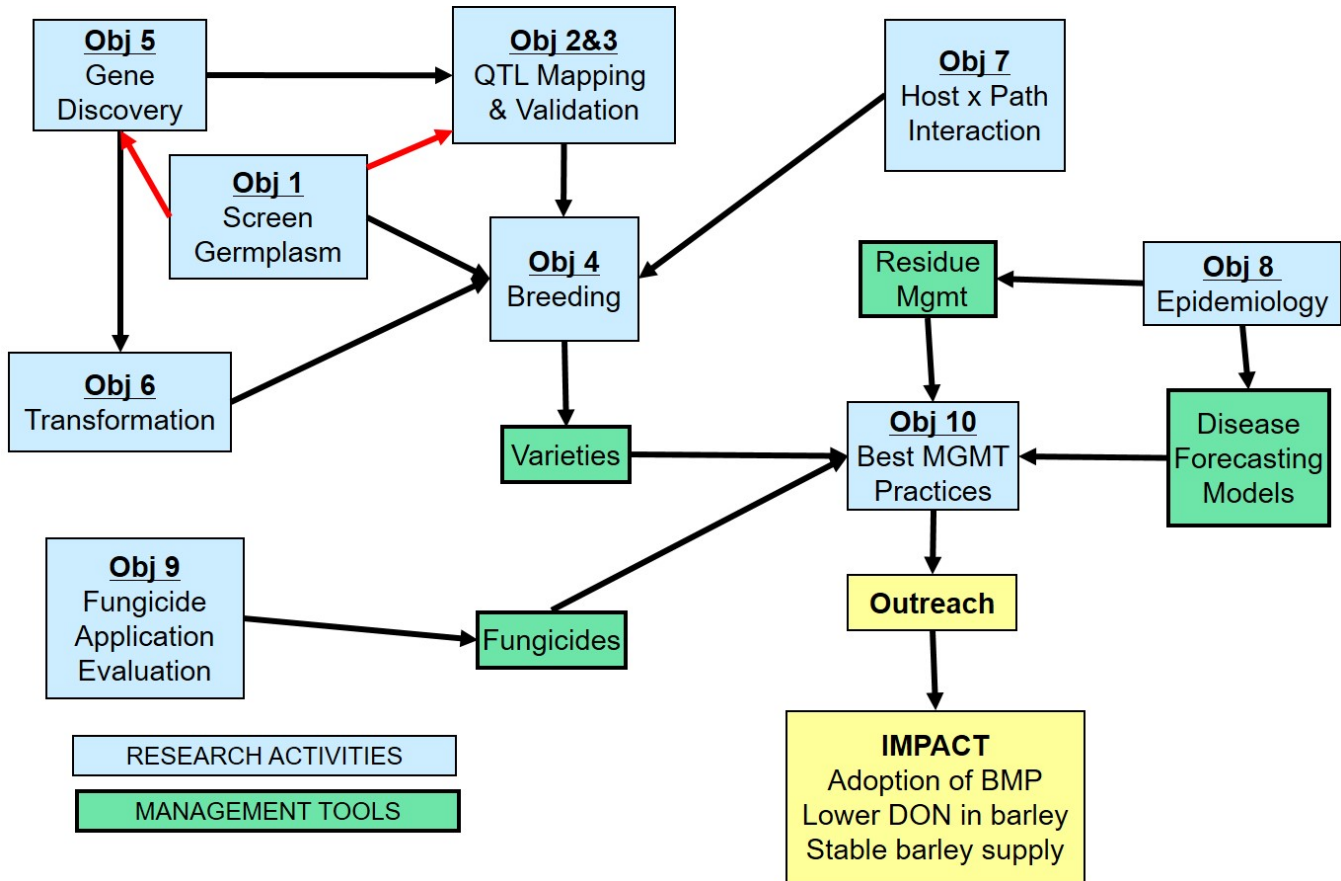 Obj 5
Gene
Discovery
Obj 2&3
QTL Mapping
& Validation
Obj 7
Host x Path
Interaction
Obj 1
Screen
Germplasm
Obj 4
Breeding
Residue
Mgmt
Obj 8
Epidemiology
Obj 6
Transformation
Varieties
Obj 10
Best MGMT
Practices
Disease
Forecasting
Models
Obj 9
Fungicide
Application
Evaluation
Fungicides
Outreach
RESEARCH ACTIVITIES
MANAGEMENT TOOLS
IMPACT
Adoption of BMP
Lower DON in barley
Stable barley supply